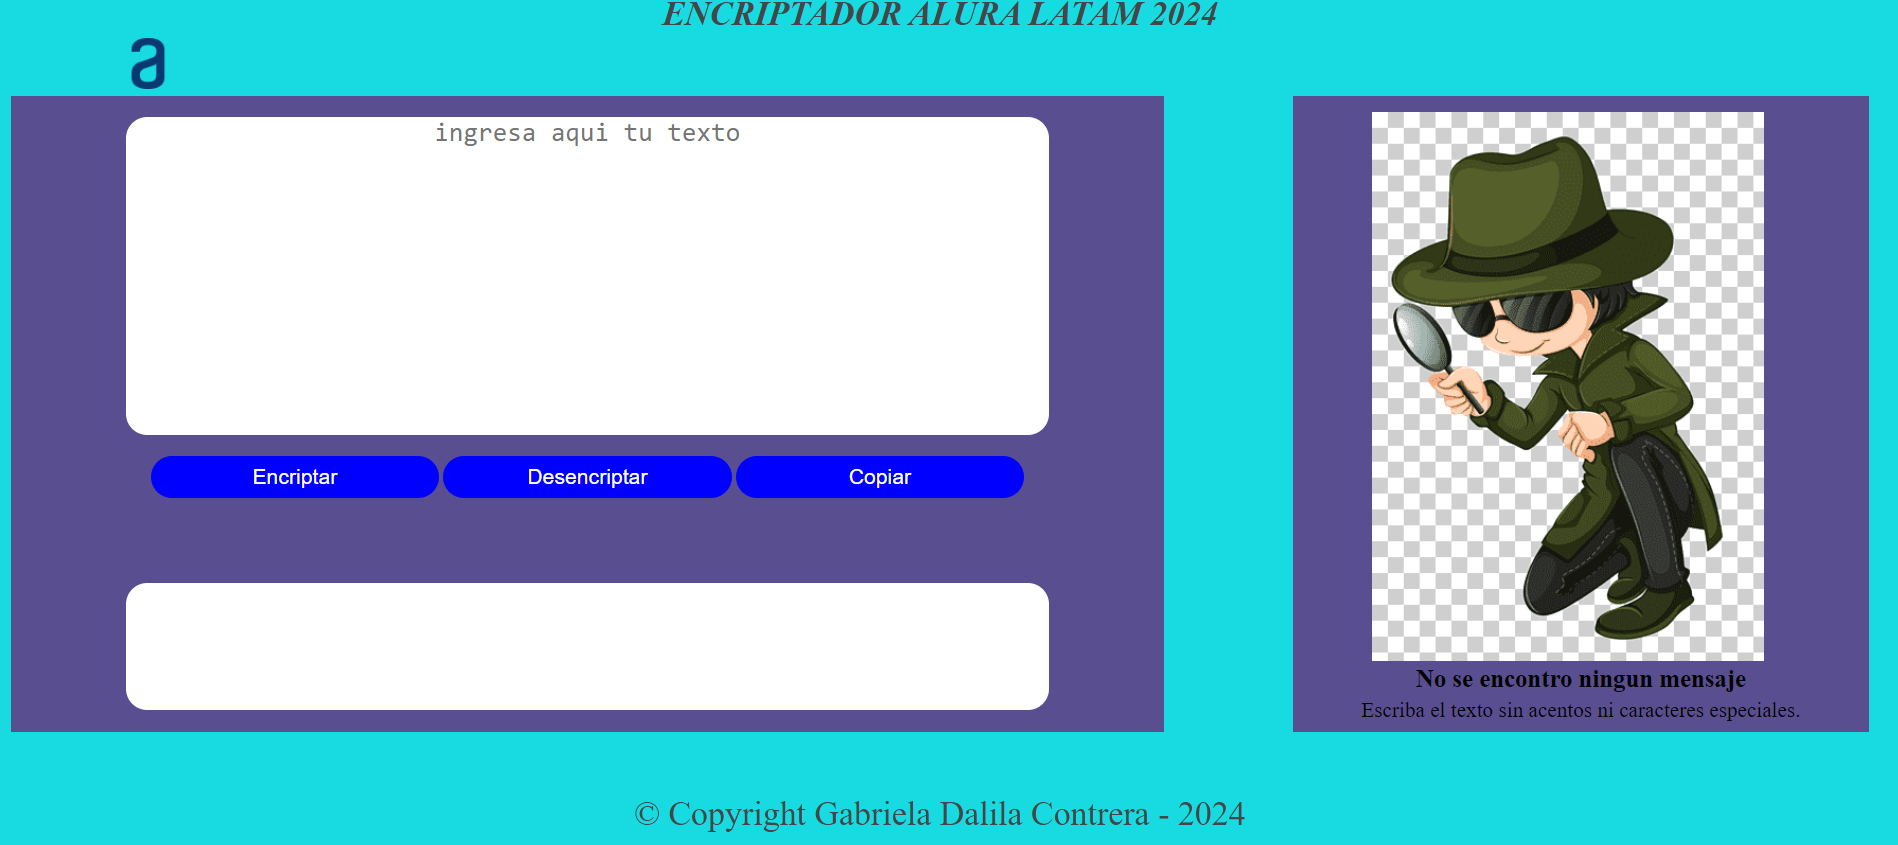 ENCRIPTADOR ALURA LATAM 2024
a
ingresa aqui tu texto
Encriptar Desencriptar Copiar
No se encontro ningun mensaje
Escriba el texto sin acentos ni caracteres especiales.
© Copyright Gabriela Dalila Contrera - 2024